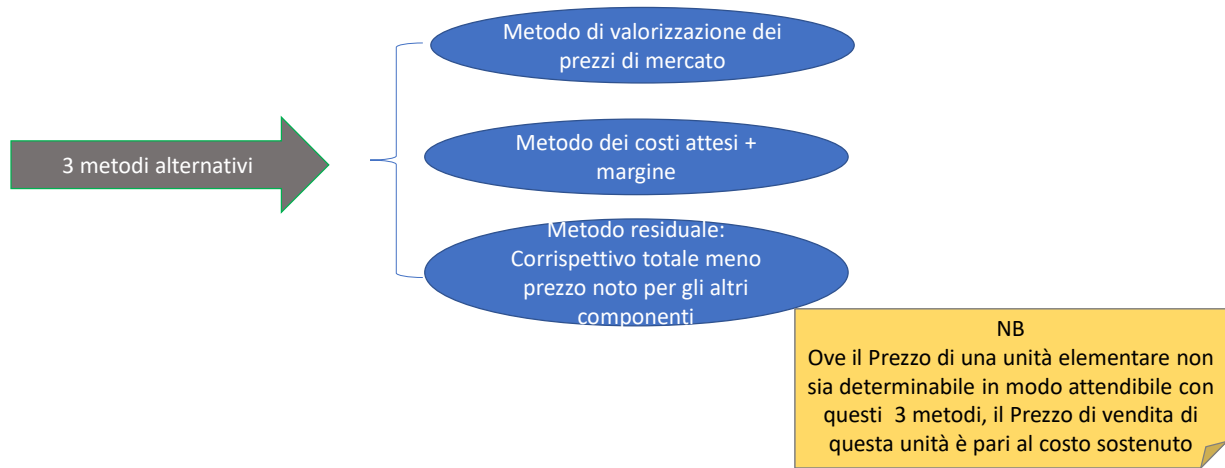 Metodo di valorizzazione dei
prezzi di mercato
3 metodi alternativi
Metodo dei costi attesi +
margine
Metodo residuale:
Corrispettivo totale meno
prezzo noto per gli altri
componenti
NB
Ove il Prezzo di una unità elementare non
sia determinabile in modo attendibile con
questi 3 metodi, il Prezzo di vendita di
questa unità è pari al costo sostenuto